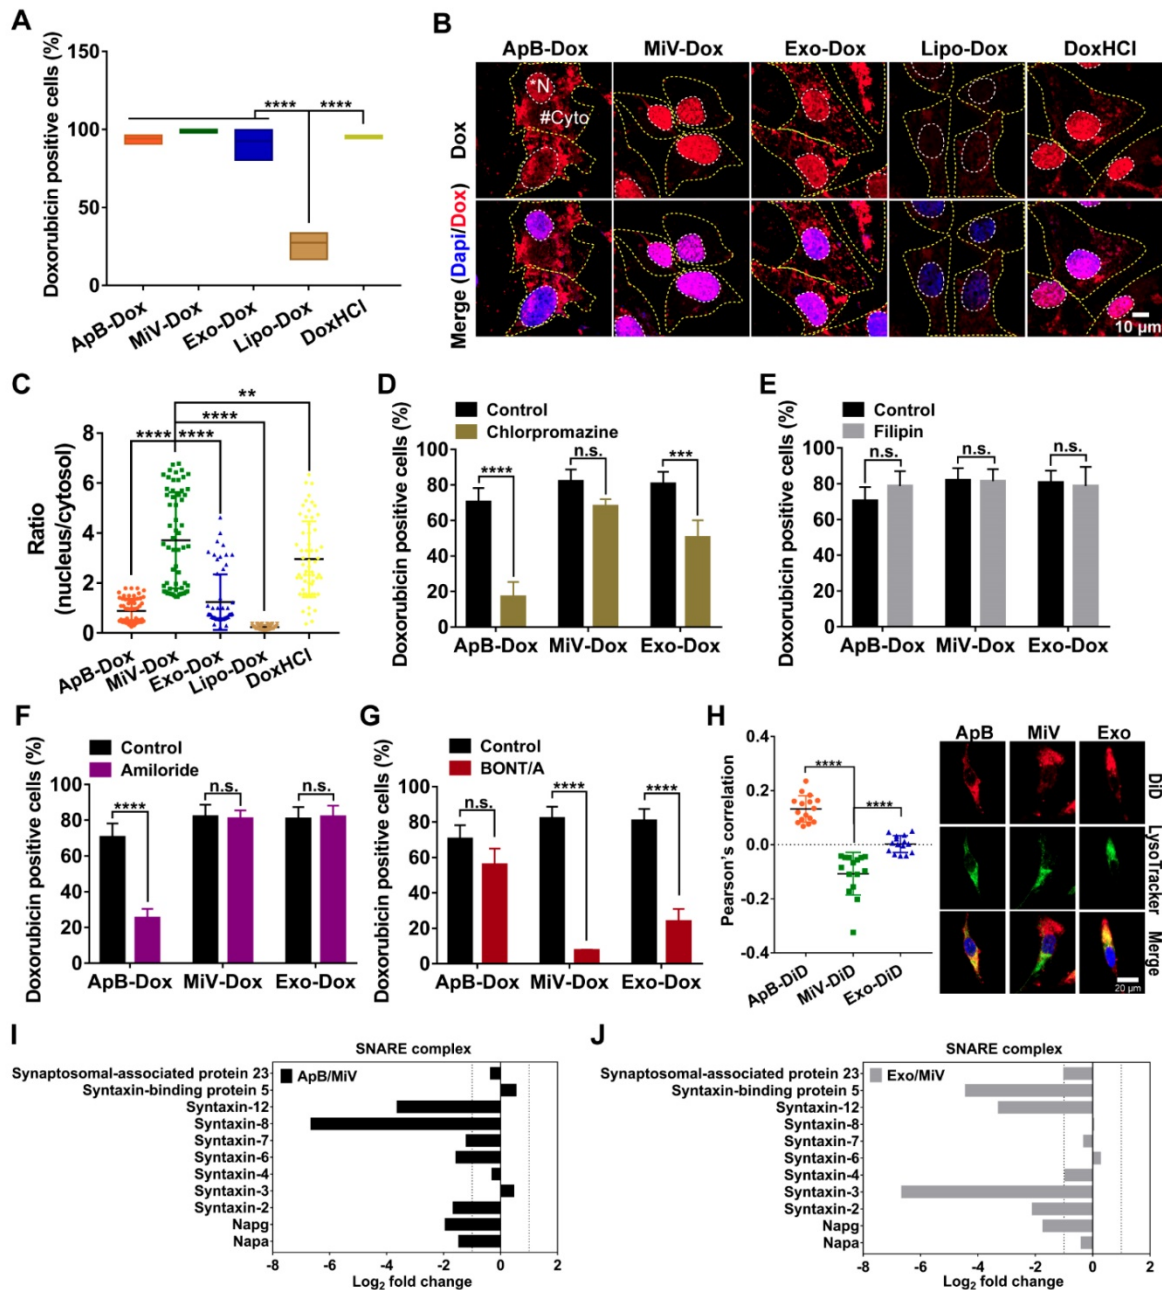 A
Doxorubicin positive cells (%)
150
100
50
0
ApB-Dox
MiV-Dox
Exo-Dox
Lipo-Dox
DoxHCl
****
****
B
ApB-Dox
MiV-Dox
Exo-Dox
Lipo-Dox
DoxHCl
*N
#Cyto
Dox
Merge (Dapi/Dox)
10 µm
C
Ratio
(nucleus/cytosol)
8
6
4
2
0
**
****
**** ****
ApB-Dox
MiV-Dox
Exo-Dox
Lipo-Dox
DoxHCl
D
Doxorubicin positive cells (%)
Control
Chlorpromazine
100
80
60
40
20
0
****
n.s.
***
ApB-Dox
MiV-Dox
Exo-Dox
E
Doxorubicin positive cells (%)
Control
Filipin
100
80
60
40
20
0
n.s.
n.s.
n.s.
ApB-Dox
MiV-Dox
Exo-Dox
F
Doxorubicin positive cells (%)
Control
Amiloride
100
80
60
40
20
0
****
n.s.
n.s.
ApB-Dox
MiV-Dox
Exo-Dox
G
Doxorubicin positive cells (%)
Control
BONT/A
100
80
60
40
20
0
n.s.
****
****
ApB-Dox
MiV-Dox
Exo-Dox
H
Pearson's correlation
0.4
0.2
0.0
-0.2
-0.4
****
****
ApB-DiD
MiV-DiD
Exo-DiD
ApB
MiV
Exo
DiD
LysoTracker
Merge
20 µm
I
SNARE complex
ApB/MiV
Synaptosomal-associated protein 23
Syntaxin-binding protein 5
Syntaxin-12
Syntaxin-8
Syntaxin-7
Syntaxin-6
Syntaxin-4
Syntaxin-3
Syntaxin-2
Napg
Napa
-8 -6 -4 -2 0 2
Log2 fold change
J
SNARE complex
Exo/MiV
Synaptosomal-associated protein 23
Syntaxin-binding protein 5
Syntaxin-12
Syntaxin-8
Syntaxin-7
Syntaxin-6
Syntaxin-4
Syntaxin-3
Syntaxin-2
Napg
Napa
-8 -6 -4 -2 0 2
Log2 fold change